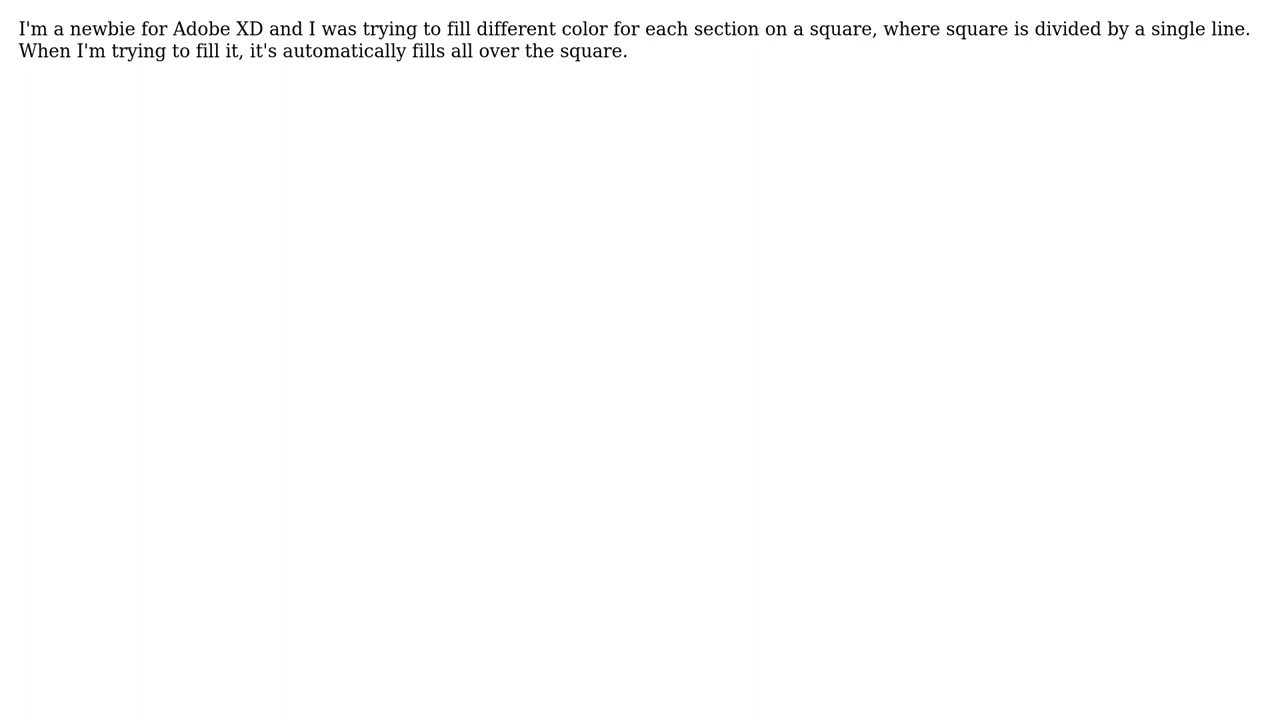 I'm a newbie for Adobe XD and I was trying to fill different color for each section on a square, where square is divided by a single line.
When I'm trying to fill it, it's automatically fills all over the square.